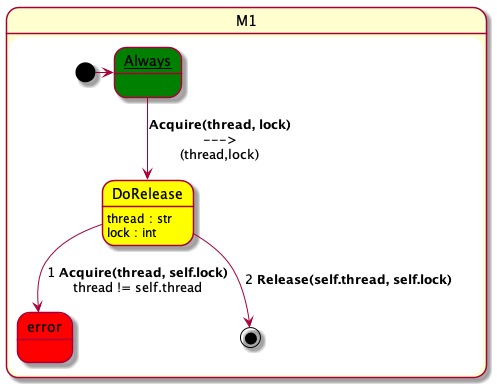 M1
Always
Acquire(thread, lock)
--->
(thread,lock)
DoRelease
thread : str
lock : int
1 Acquire(thread, self.lock)
thread != self.thread
2 Release(self.thread, self.lock)
error